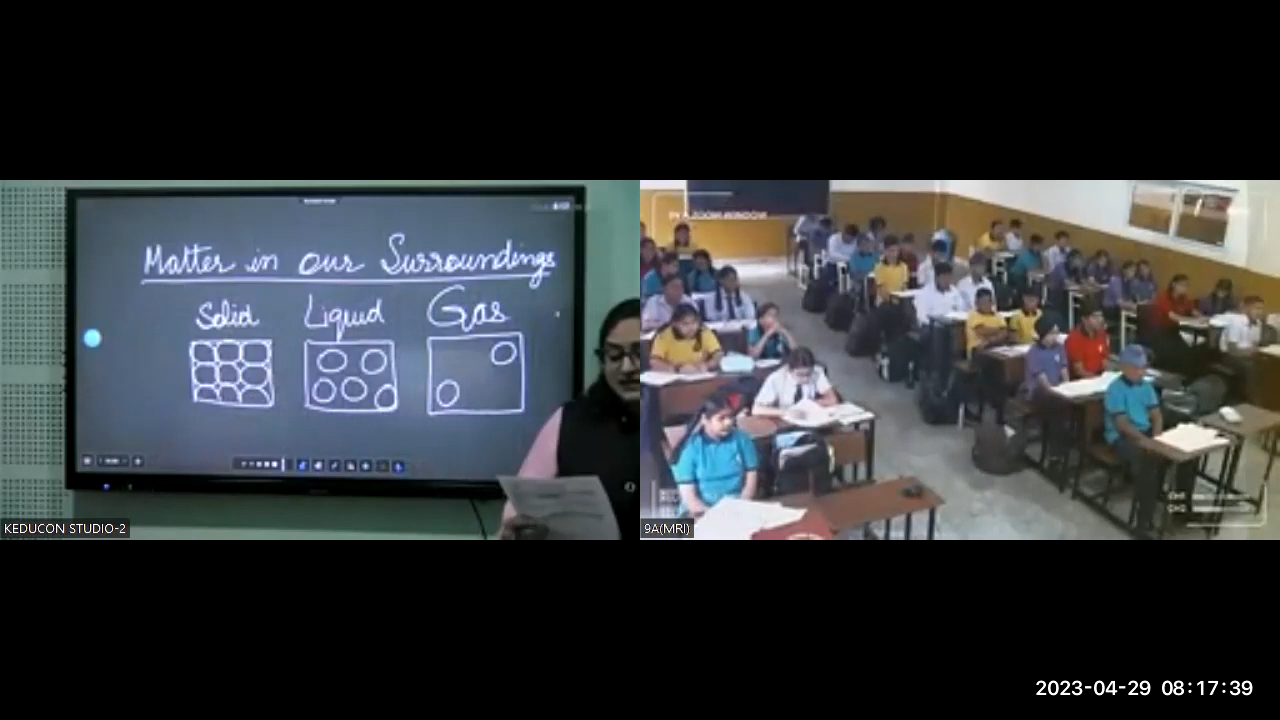 Matter in our Surroundings
Solid Liquid Gas
KEDUCON STUDIO-2
9A(MRI)
2023-04-29 08:17:39